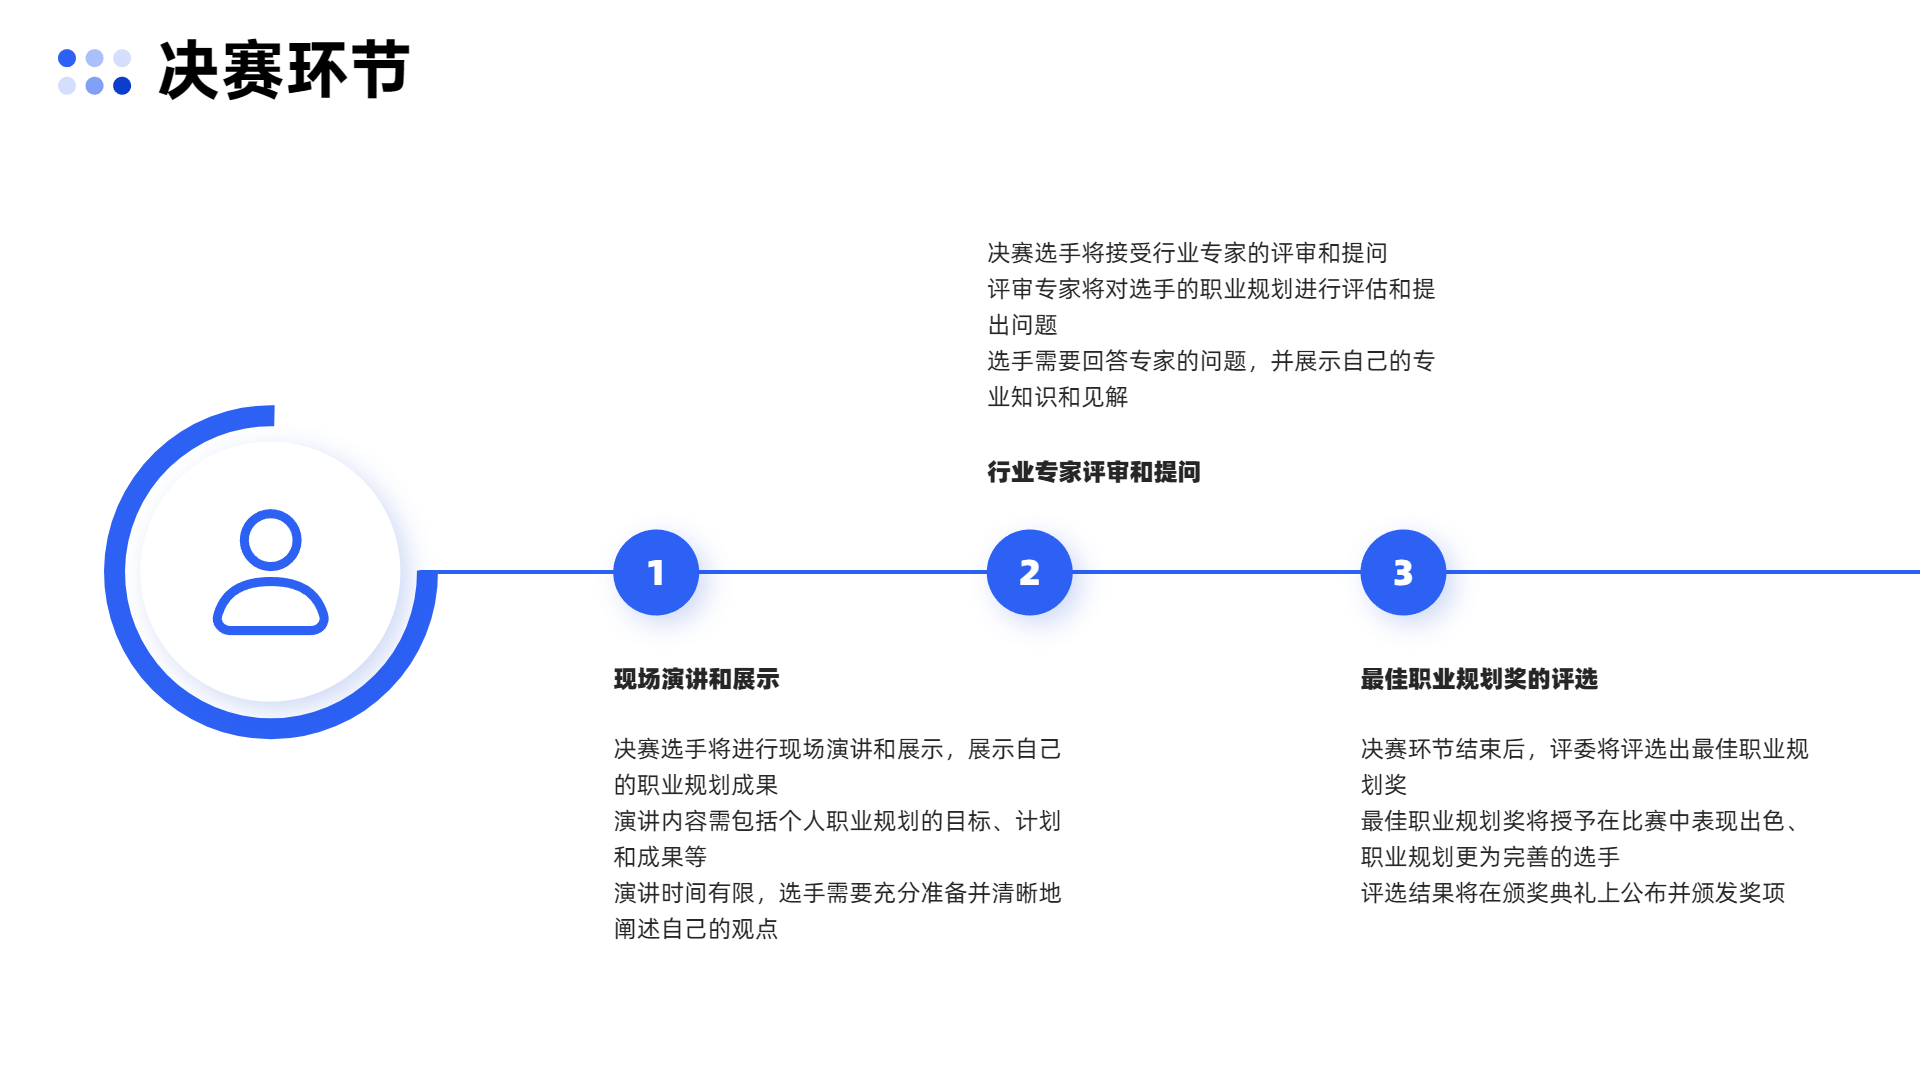 决赛环节
决赛选手将接受行业专家的评审和提问
评审专家将对选手的职业规划进行评估和提
出问题
选手需要回答专家的问题，并展示自己的专
业知识和见解
行业专家评审和提问
1
2
3
现场演讲和展示
决赛选手将进行现场演讲和展示，展示自己
的职业规划成果
演讲内容需包括个人职业规划的目标、计划
和成果等
演讲时间有限，选手需要充分准备并清晰地
阐述自己的观点
最佳职业规划奖的评选
决赛环节结束后，评委将评选出最佳职业规
划奖
最佳职业规划奖将授予在比赛中表现出色、
职业规划更为完善的选手
评选结果将在颁奖典礼上公布并颁发奖项